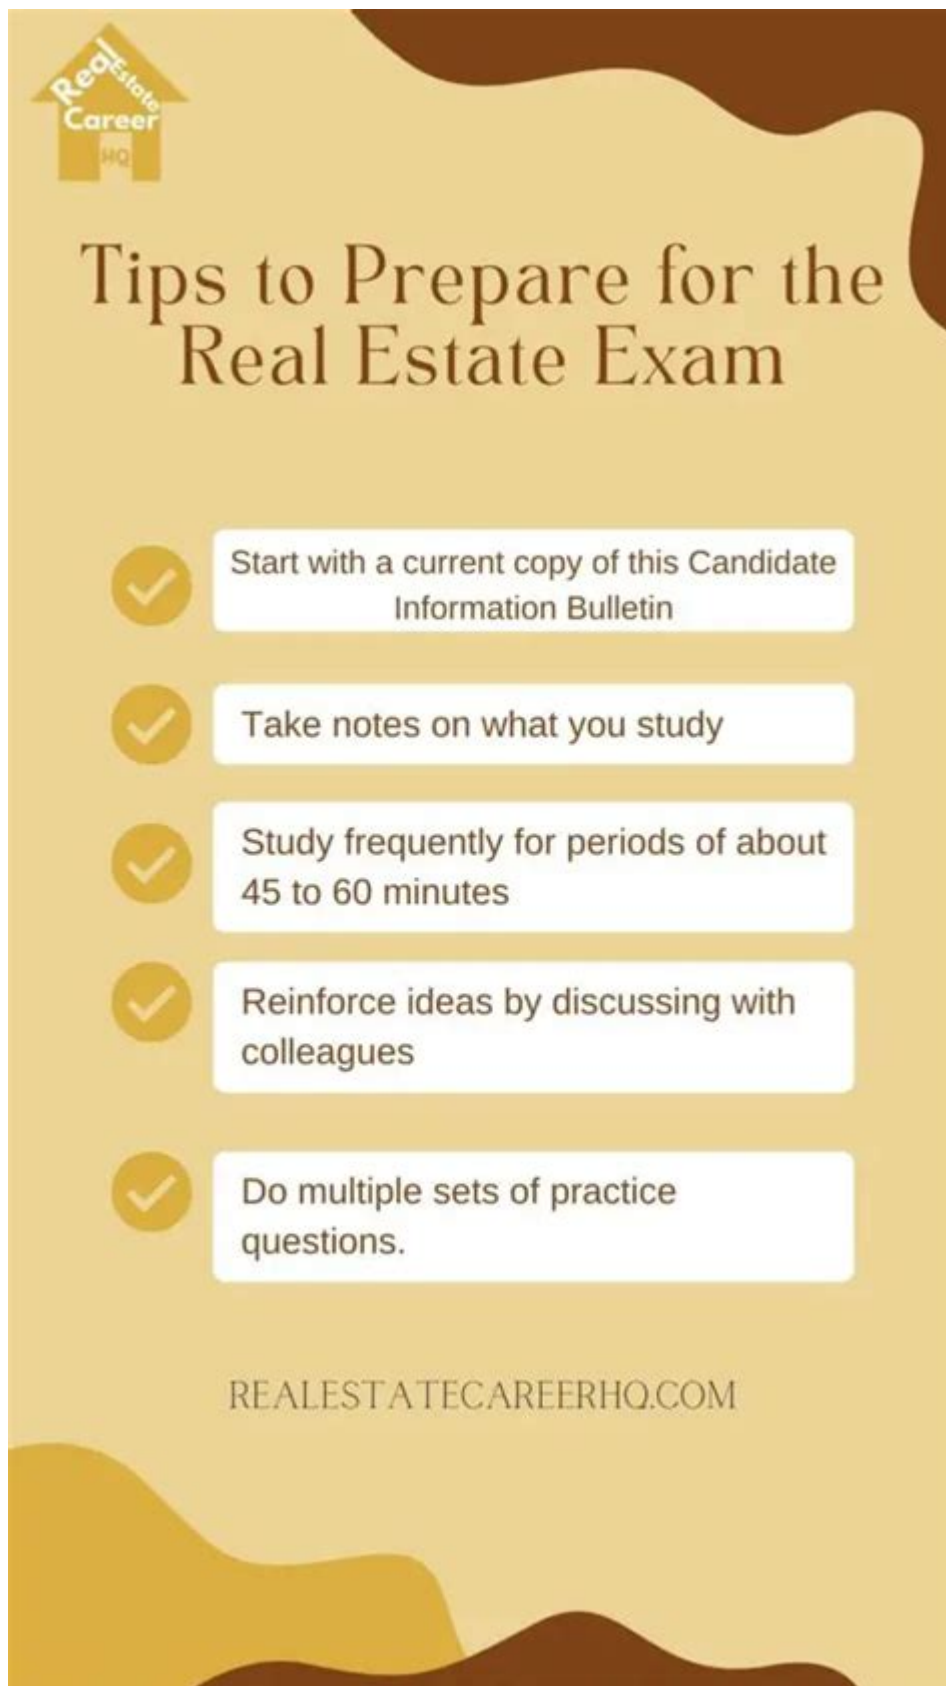 Real Estate
Career
HQ
Tips to Prepare for the
Real Estate Exam
Start with a current copy of this Candidate
Information Bulletin
Take notes on what you study
Study frequently for periods of about
45 to 60 minutes
Reinforce ideas by discussing with
colleagues
Do multiple sets of practice
questions.
REALESTATECAREERHQ.COM